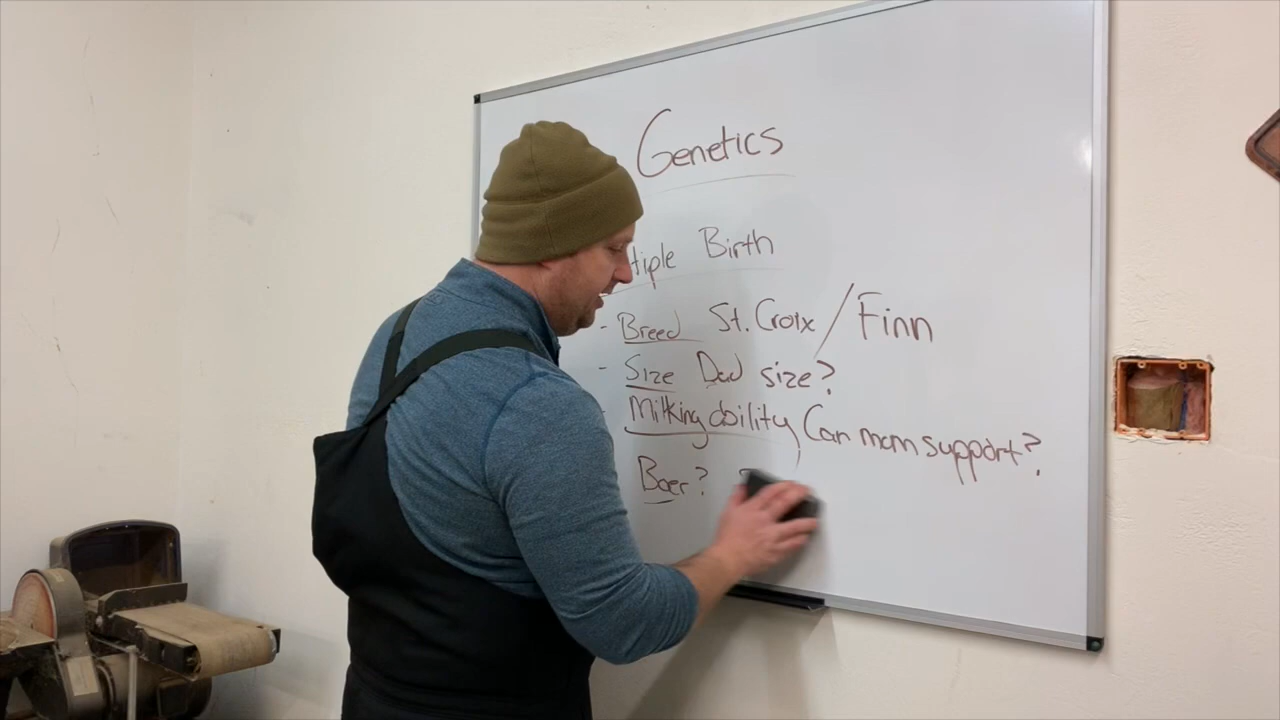 Genetics
tiple Birth
- Breed St. Croix / Finn
- Size Dad size?
- Milking ability Can mom support?
Boer?